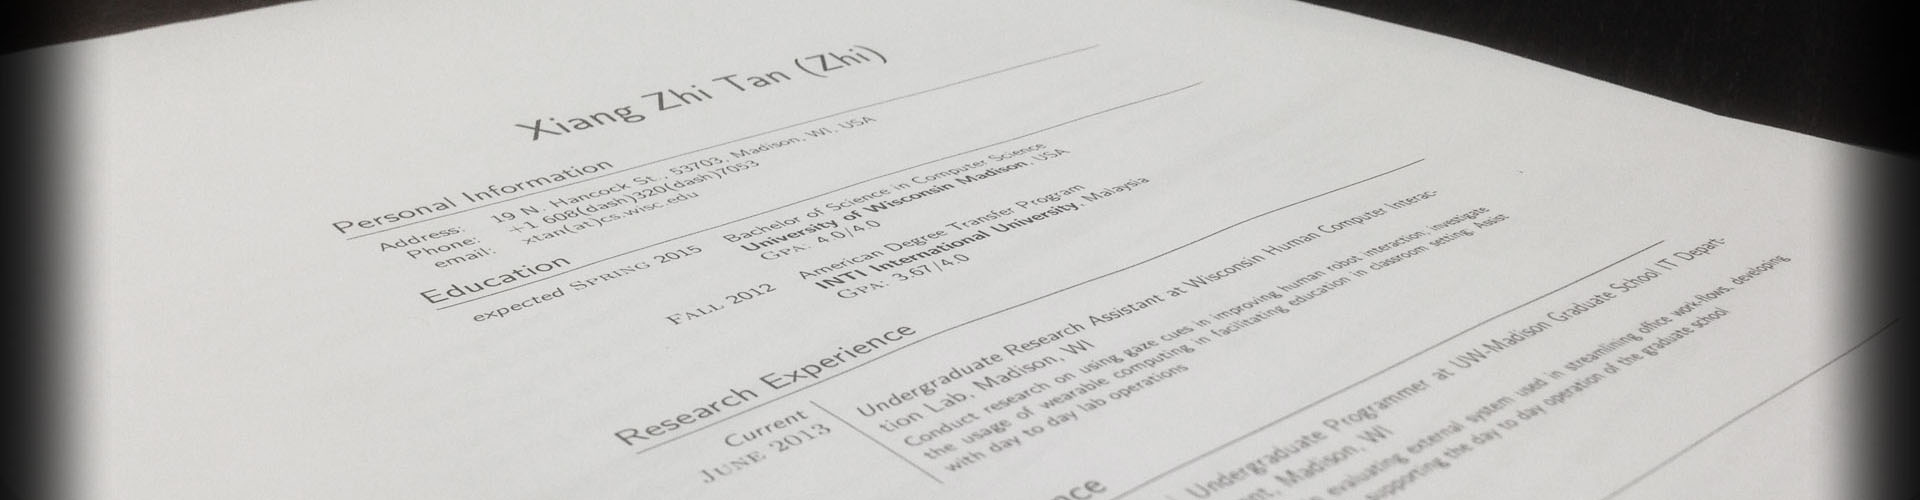 Xiang Zhi Tan (Zhi)
Personal Information
Address: 19 N. Hancock St., 53703, Madison, WI, USA
Phone: +1 608(dash)320(dash)7053
email: xtan(at)cs.wisc.edu
Education
expected SPRING 2015 Bachelor of Science in Computer Science
University of Wisconsin Madison, USA
GPA: 4.0/4.0
FALL 2012 American Degree Transfer Program
INTI International University, Malaysia
GPA: 3.67/4.0
Research Experience
Current Undergraduate Research Assistant at Wisconsin Human Computer Interac-
JUNE 2013 tion Lab, Madison, WI
Conduct research on using gaze cues in improving human robot interaction, investigate
the usage of wearable computing in facilitating education in classroom setting. Assist
with day to day lab operations
Undergraduate Programmer at UW-Madison Graduate School IT Depart-
ent, Madison, WI
evaluating external system used in streamlining office work-flows, developing
supporting the day to day operation of the graduate school
nce